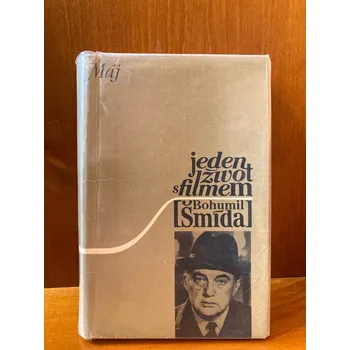 Máj
jeden
život
s filmem
[Bohumil
Šmída]